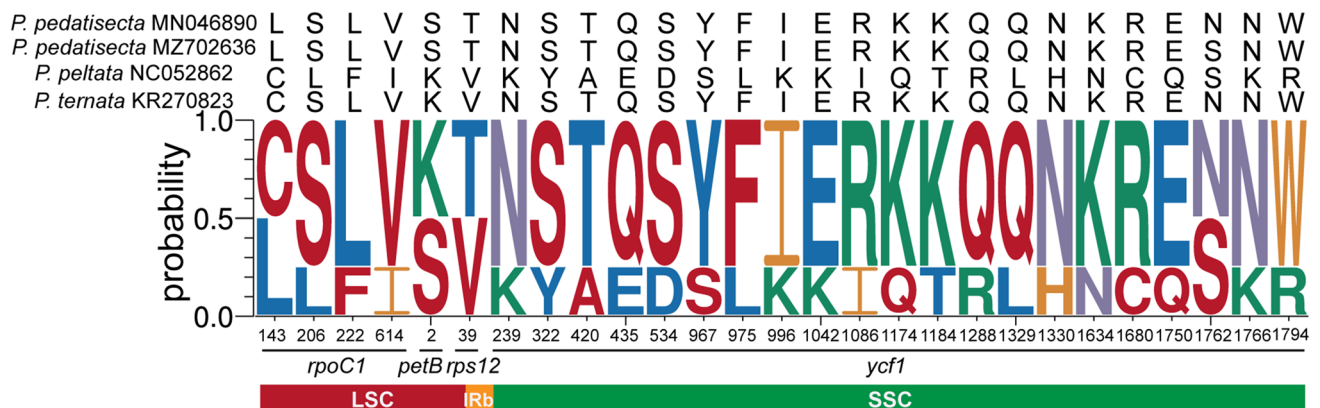 P. pedatisecta MN046890 L S L V S T N S T Q S Y F I E R K K Q Q N K R E N N W
P. pedatisecta MZ702636 L S L V S T N S T Q S Y F I E R K K Q Q N K R E S N W
P. peltata NC052862 C L F I K V K Y A E D S L K K I Q T R L H N C Q S K R
P. ternata KR270823 C S L V K V N S T Q S Y F I E R K K Q Q N K R E N N W
probability
1.0
0.5
0.0
C S L V K T N S T Q S Y F I E R K K Q Q N K R E N N W
L L F I S V K Y A E D S L K K I Q T R L H N C Q S K R
143 206 222 614 2 39 239 322 420 435 534 967 975 996 1042 1086 1174 1184 1288 1329 1330 1634 1680 1750 1762 1766 1794
rpoC1 petB rps12 ycf1
LSC IRb SSC